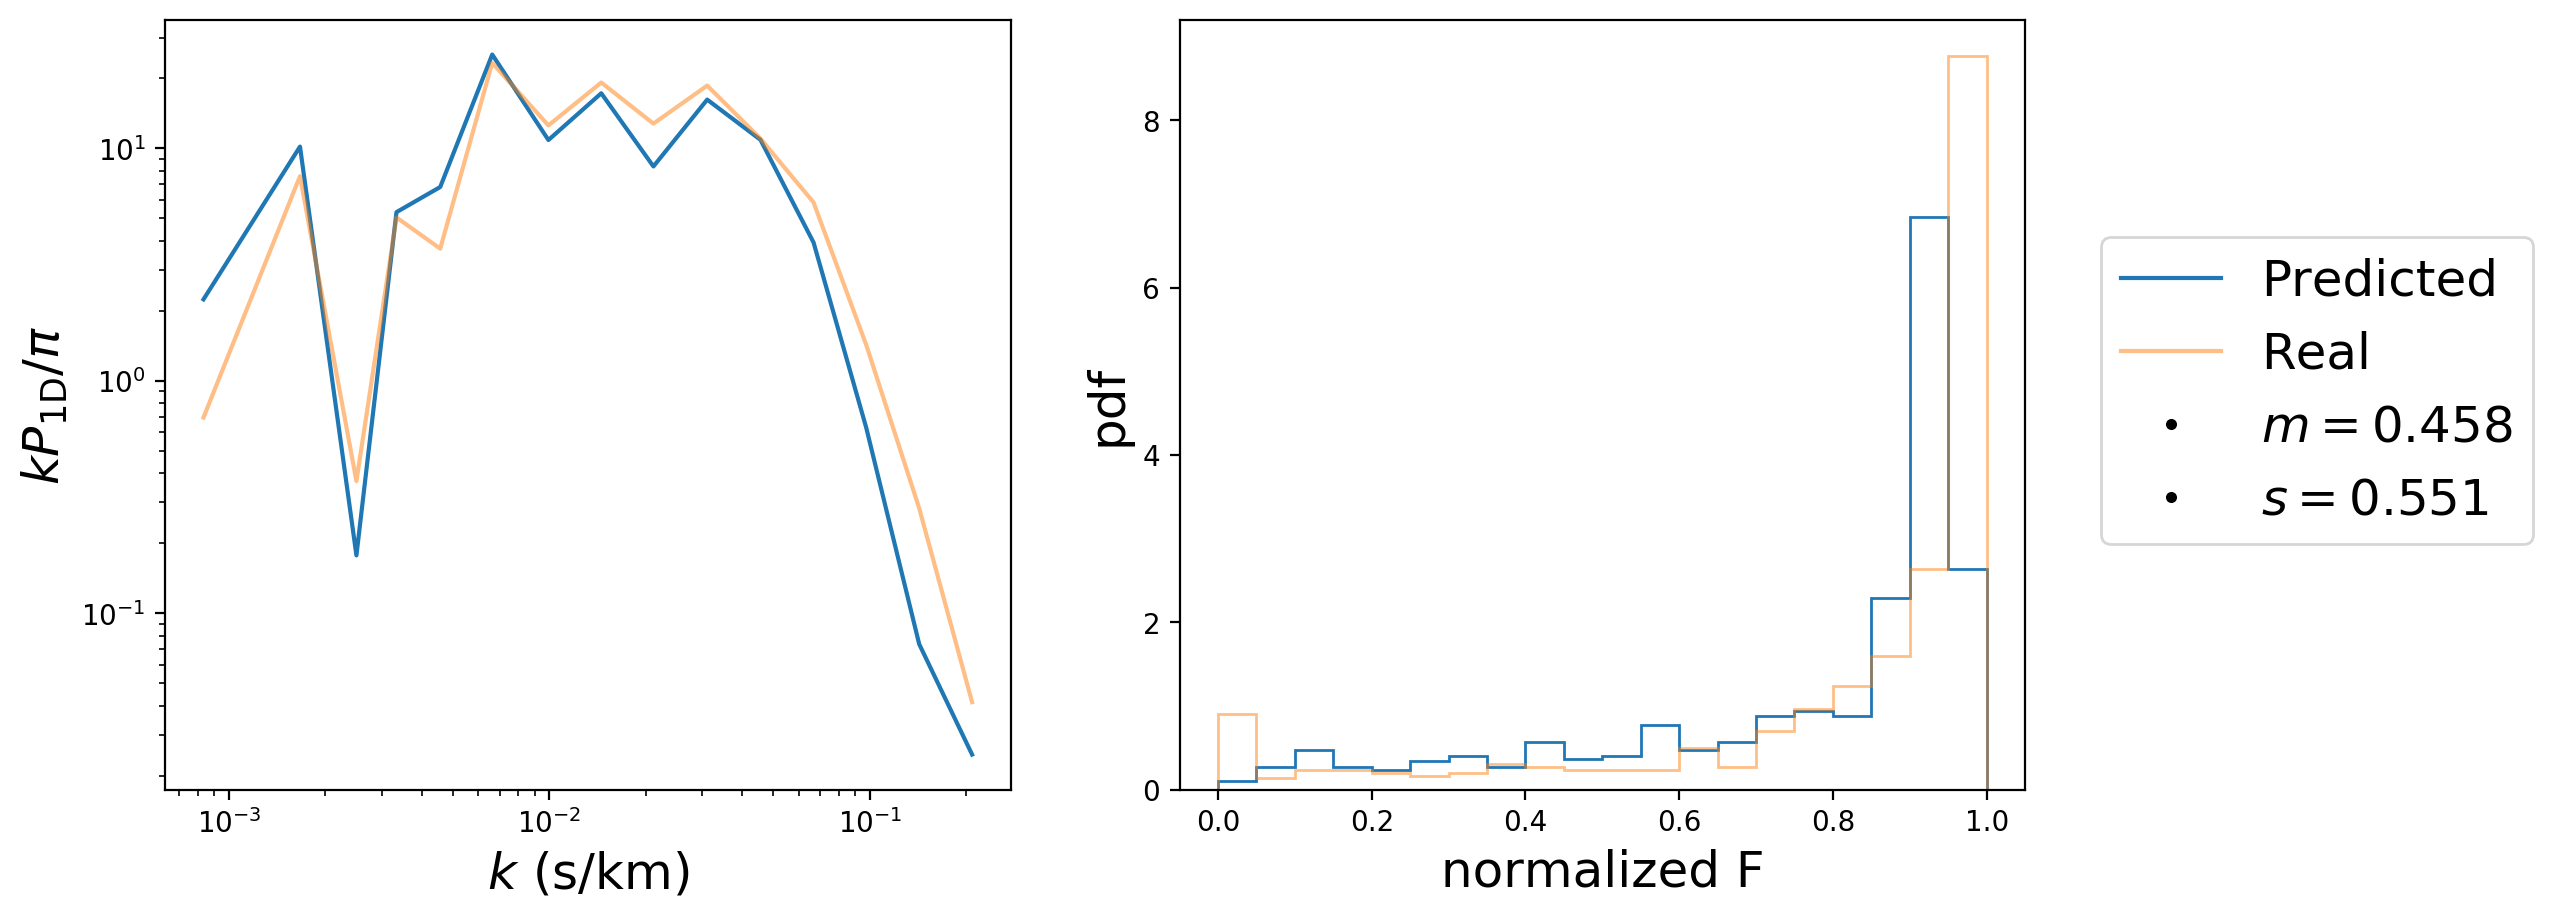 kP1D/π
10¹
10⁰
10⁻¹
10⁻³ 10⁻² 10⁻¹
k (s/km)
pdf
8
6
4
2
0
0.0 0.2 0.4 0.6 0.8 1.0
normalized F
Predicted
Real
m = 0.458
s = 0.551